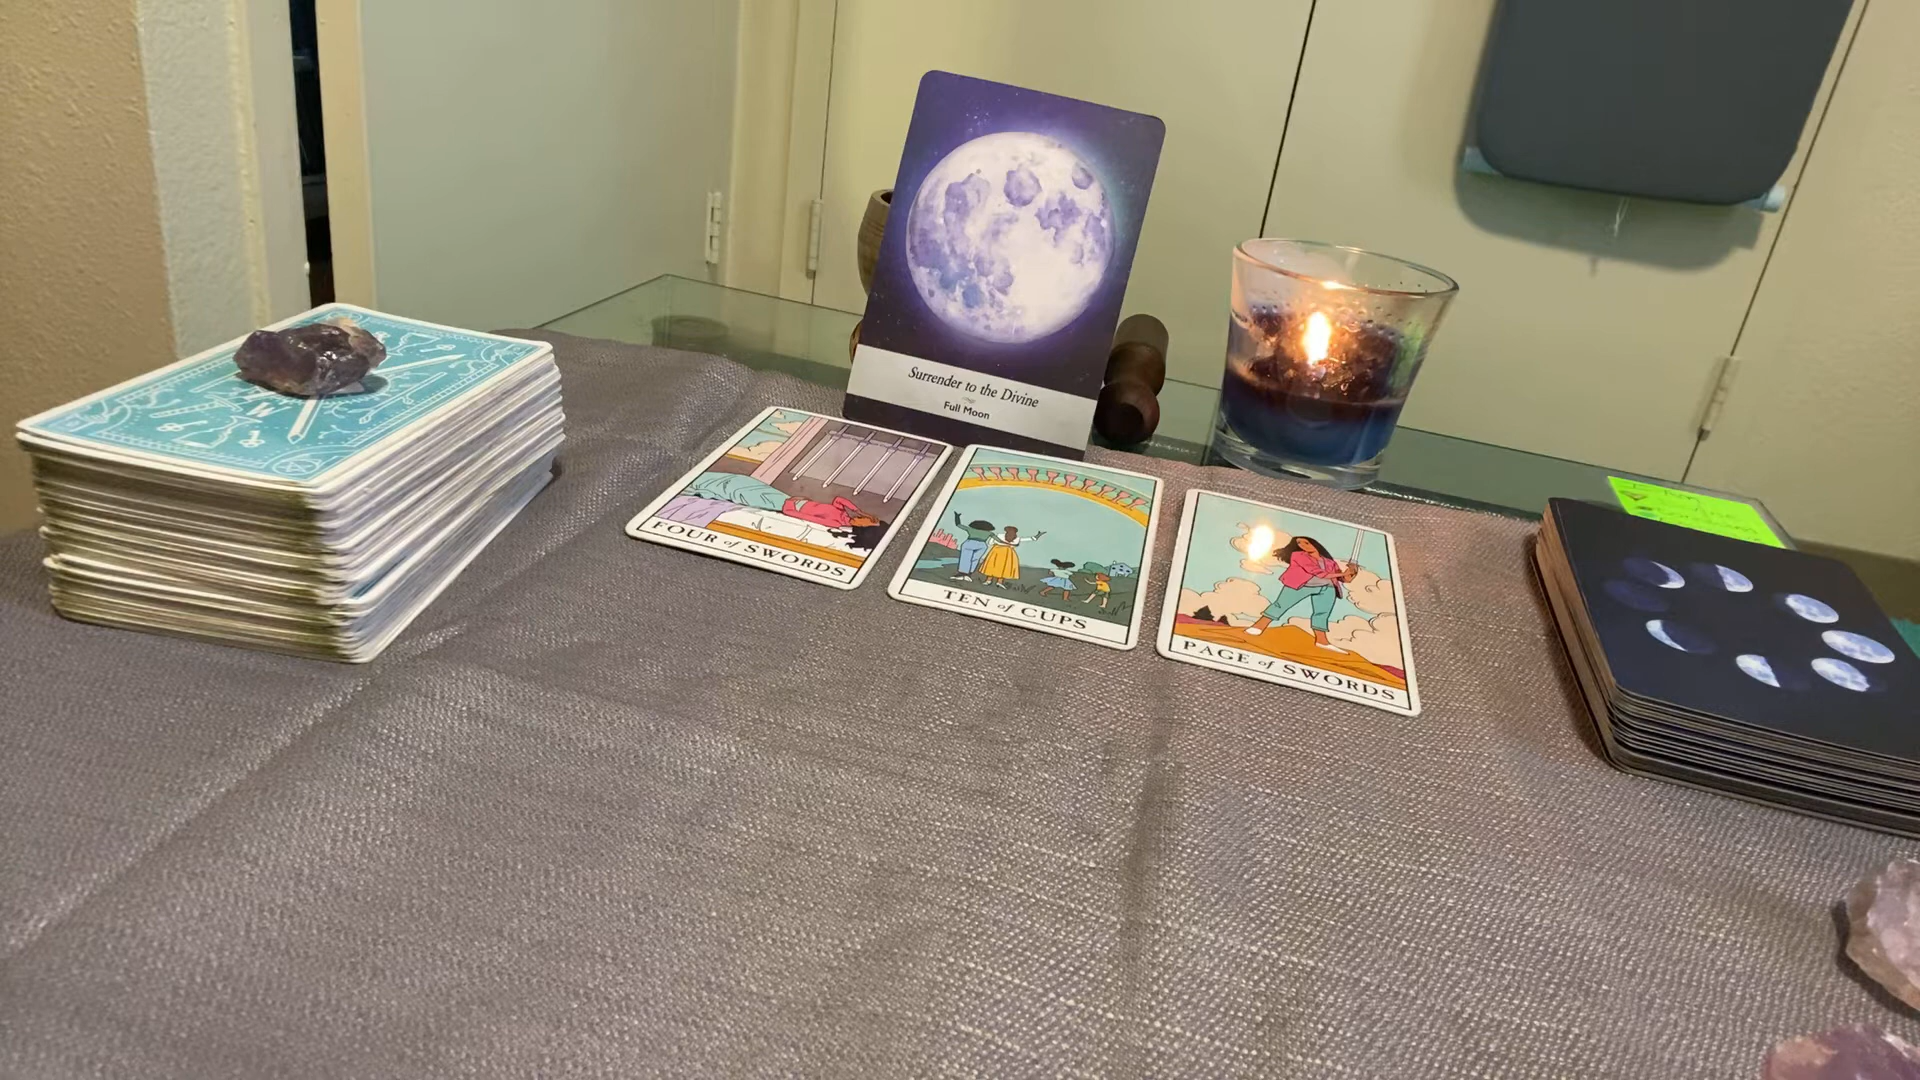 Surrender to the Divine
Full Moon
FOUR of SWORDS
TEN of CUPS
PAGE of SWORDS